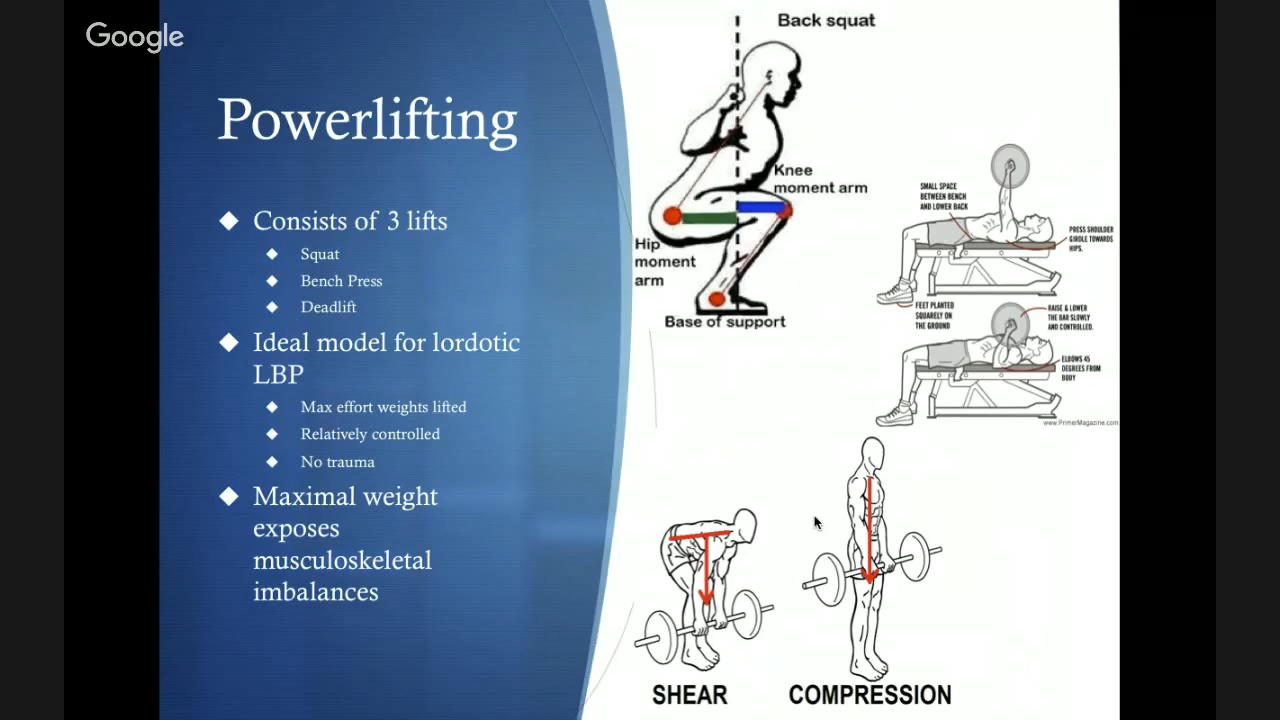 Google
Powerlifting
Consists of 3 lifts
Squat
Bench Press
Deadlift
Ideal model for lordotic
LBP
Max effort weights lifted
Relatively controlled
No trauma
Maximal weight
exposes
musculoskeletal
imbalances
Back squat
Knee
moment arm
Hip
moment
arm
Base of support
SMALL SPACE
BETWEEN BENCH
AND LOWER BACK
PRESS SHOULDER
GIRDLE TOWARDS
HIPS.
FEET PLANTED
SQUARELY ON
THE GROUND
RAISE & LOWER
THE BAR SLOWLY
AND CONTROLLED.
ELBOWS 45
DEGREES FROM
BODY
www.PrimerMagazine.com
SHEAR
COMPRESSION